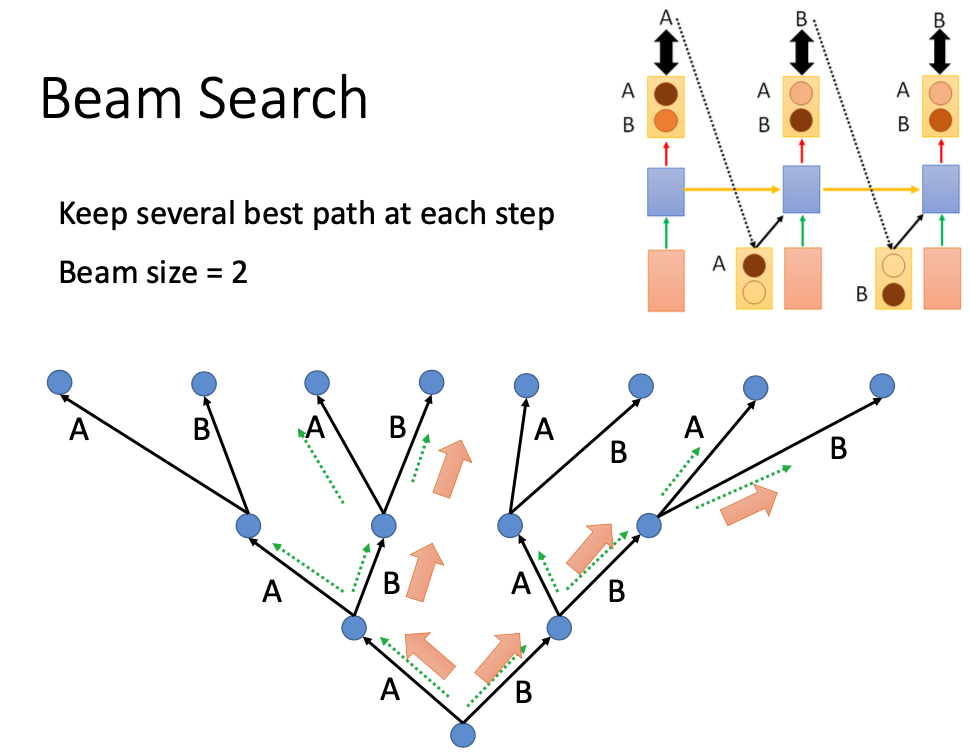 Beam Search
Keep several best path at each step
Beam size = 2
A B B
A A A
B B B
A B
A B A B A B A B
A B A B
A B